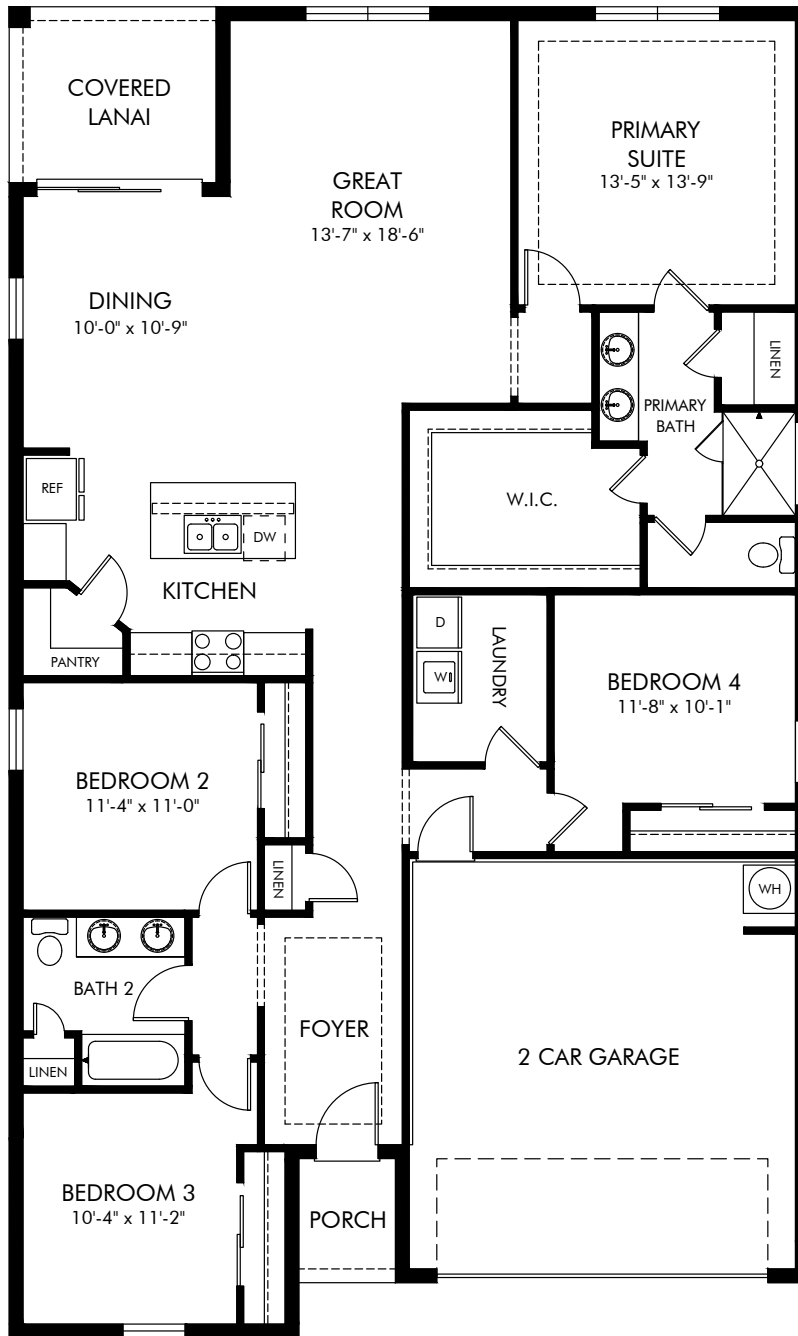 COVERED
LANAI
PRIMARY
SUITE
13'-5" x 13'-9"
GREAT
ROOM
13'-7" x 18'-6"
DINING
10'-0" x 10'-9"
LINEN
PRIMARY
BATH
REF
W.I.C.
DW
KITCHEN
PANTRY
D
W
LAUNDRY
BEDROOM 4
11'-8" x 10'-1"
BEDROOM 2
11'-4" x 11'-0"
LINEN
WH
BATH 2
FOYER
2 CAR GARAGE
LINEN
BEDROOM 3
10'-4" x 11'-2"
PORCH